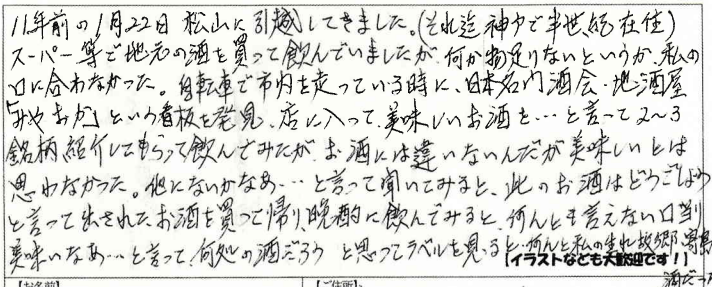 11年前の1月22日 松山に引越してきました。(それ迄神戸で半世紀在住)
スーパー等で地元の酒を買って飲んでいましたが、何か物足りないというか、私の
口に合わなかった。自転車で市内を走っている時に、日本名門酒会・地酒屋
「みやおか」という看板を発見、店に入って、美味しいお酒を…と言って2〜3
銘柄紹介してもらって飲んでみたが、お酒には違いないんだが美味しいとは
思わなかった。他にないかなあ…と言って聞いてみると、此のお酒はどうでしょう
と言って出されたお酒を買って帰り、晩酌に飲んでみると、何んとも言えない口当り
美味いなあ…と言って、何処の酒だろうと思ってラベルを見ると、何んと私の生れ故郷
【イラストなども大歓迎です!】
酒だった
【お名前】 【ご住所】